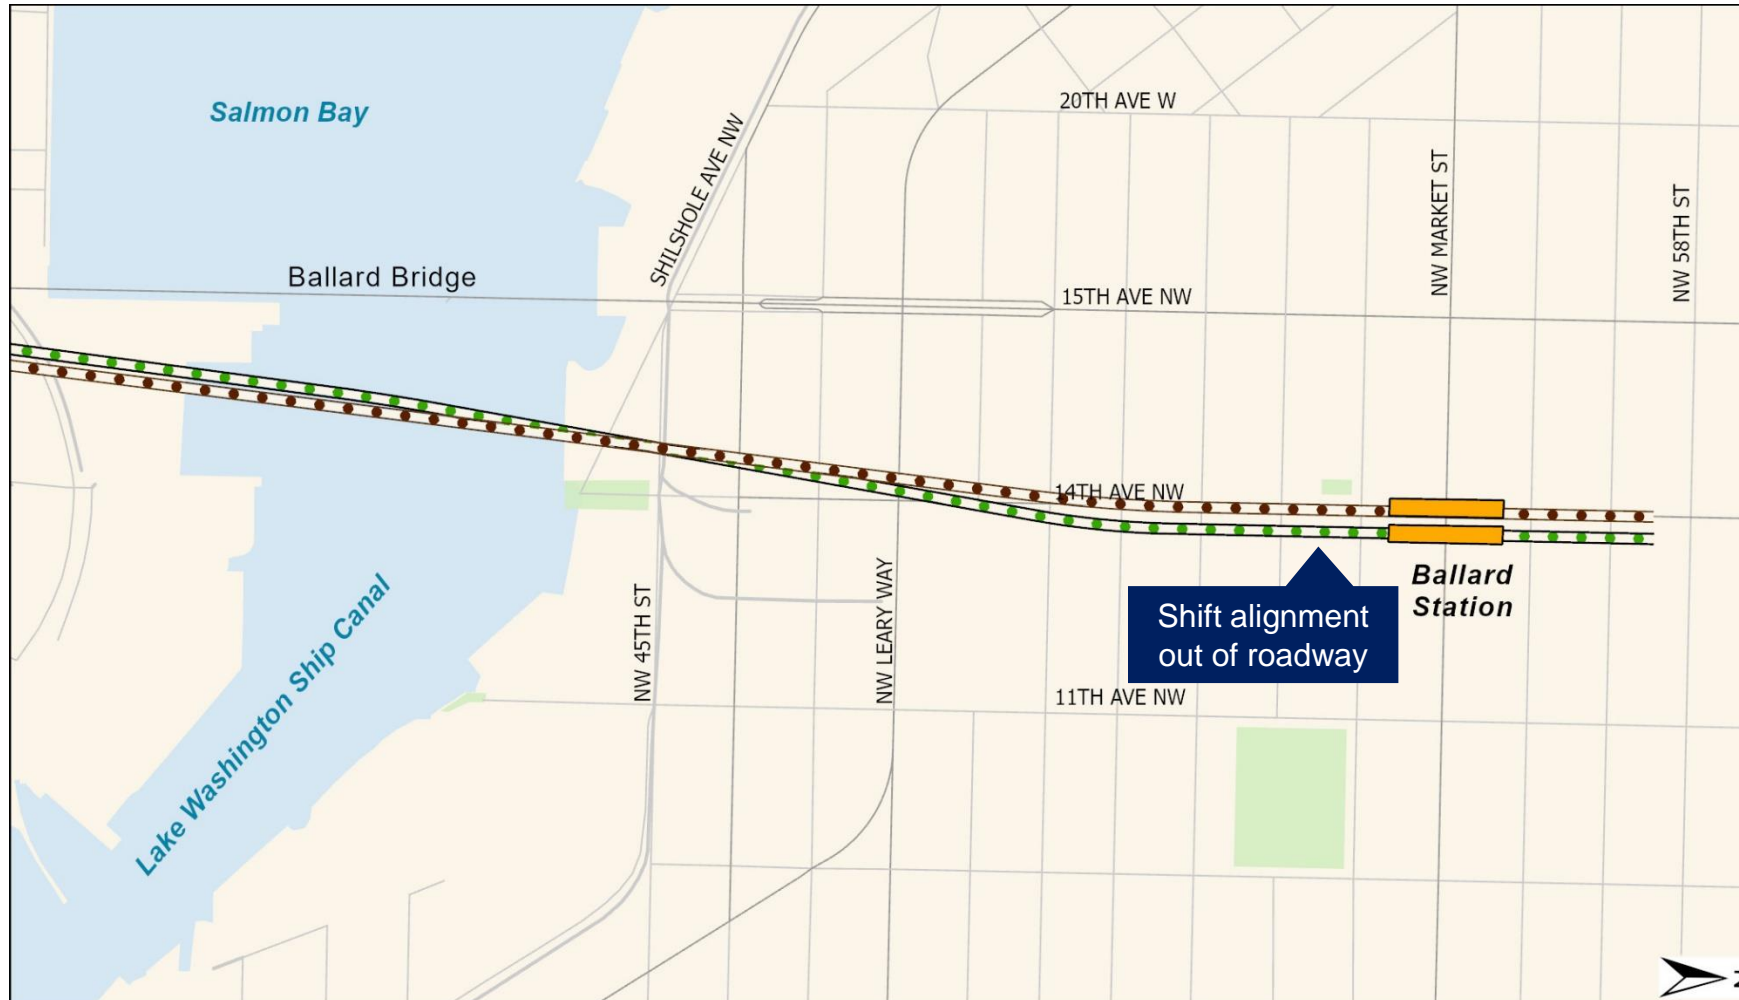 Salmon Bay
20TH AVE W
SHILSHOLE AVE NW
NW MARKET ST
NW 58TH ST
Ballard Bridge
15TH AVE NW
14TH AVE NW
Ballard
Station
Shift alignment
out of roadway
NW 45TH ST
NW LEARY WAY
11TH AVE NW
Lake Washington Ship Canal